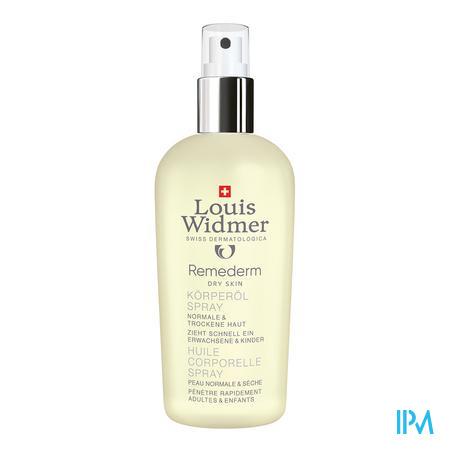 Louis
Widmer
SWISS DERMATOLOGICA
Remederm
DRY SKIN
KÖRPERÖL
SPRAY
NORMALE &
TROCKENE HAUT
ZIEHT SCHNELL EIN
ERWACHSENE & KINDER
HUILE
CORPORELLE
SPRAY
PEAU NORMALE & SÈCHE
PÉNÈTRE RAPIDEMENT
ADULTES & ENFANTS
IPM